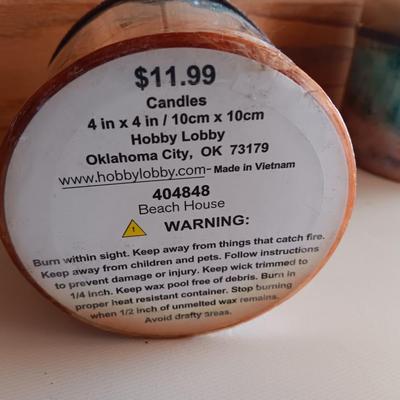 $11.99
Candles
4 in x 4 in / 10cm x 10cm
Hobby Lobby
Oklahoma City, OK 73179
www.hobbylobby.com- Made in Vietnam
404848
Beach House
WARNING:
Burn within sight. Keep away from things that catch fire.
Keep away from children and pets. Follow instructions
to prevent damage or injury. Keep wick trimmed to
1/4 inch. Keep wax pool free of debris. Burn in
proper heat resistant container. Stop burning
when 1/2 inch of unmelted wax remains.
Avoid drafty areas.